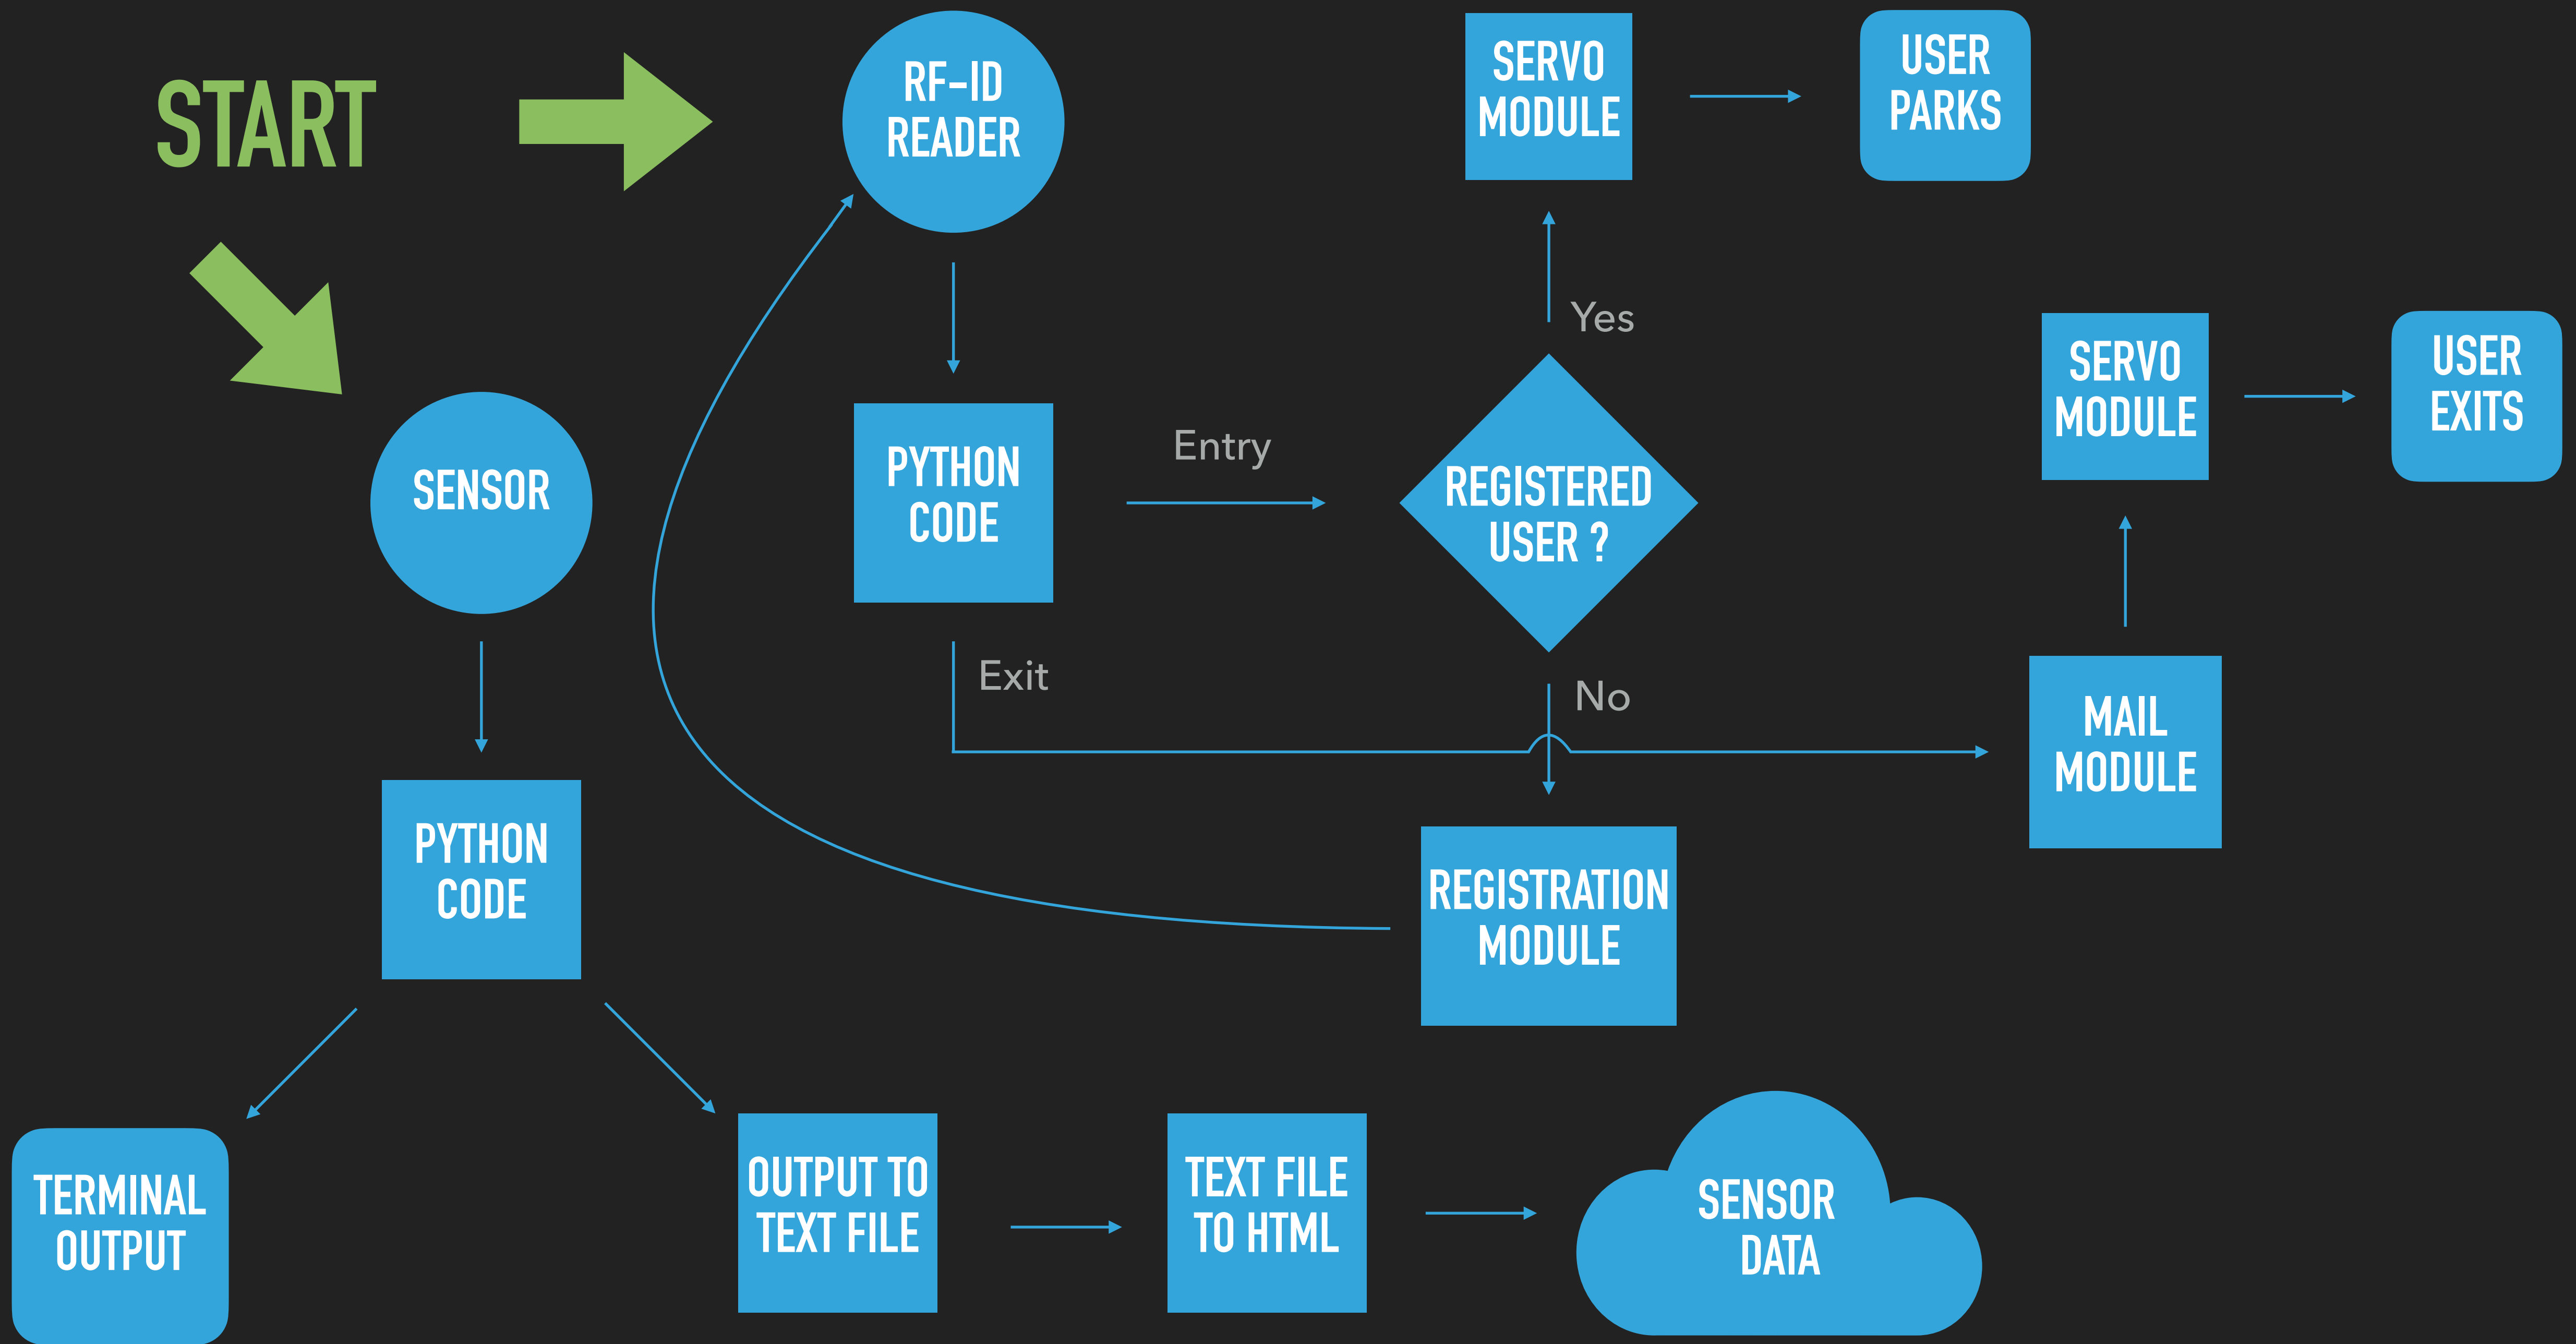 START
RF-ID
READER
SERVO
MODULE
USER
PARKS
Yes
SERVO
MODULE
USER
EXITS
SENSOR
PYTHON
CODE
Entry
REGISTERED
USER ?
Exit
No
MAIL
MODULE
PYTHON
CODE
REGISTRATION
MODULE
TERMINAL
OUTPUT
OUTPUT TO
TEXT FILE
TEXT FILE
TO HTML
SENSOR
DATA